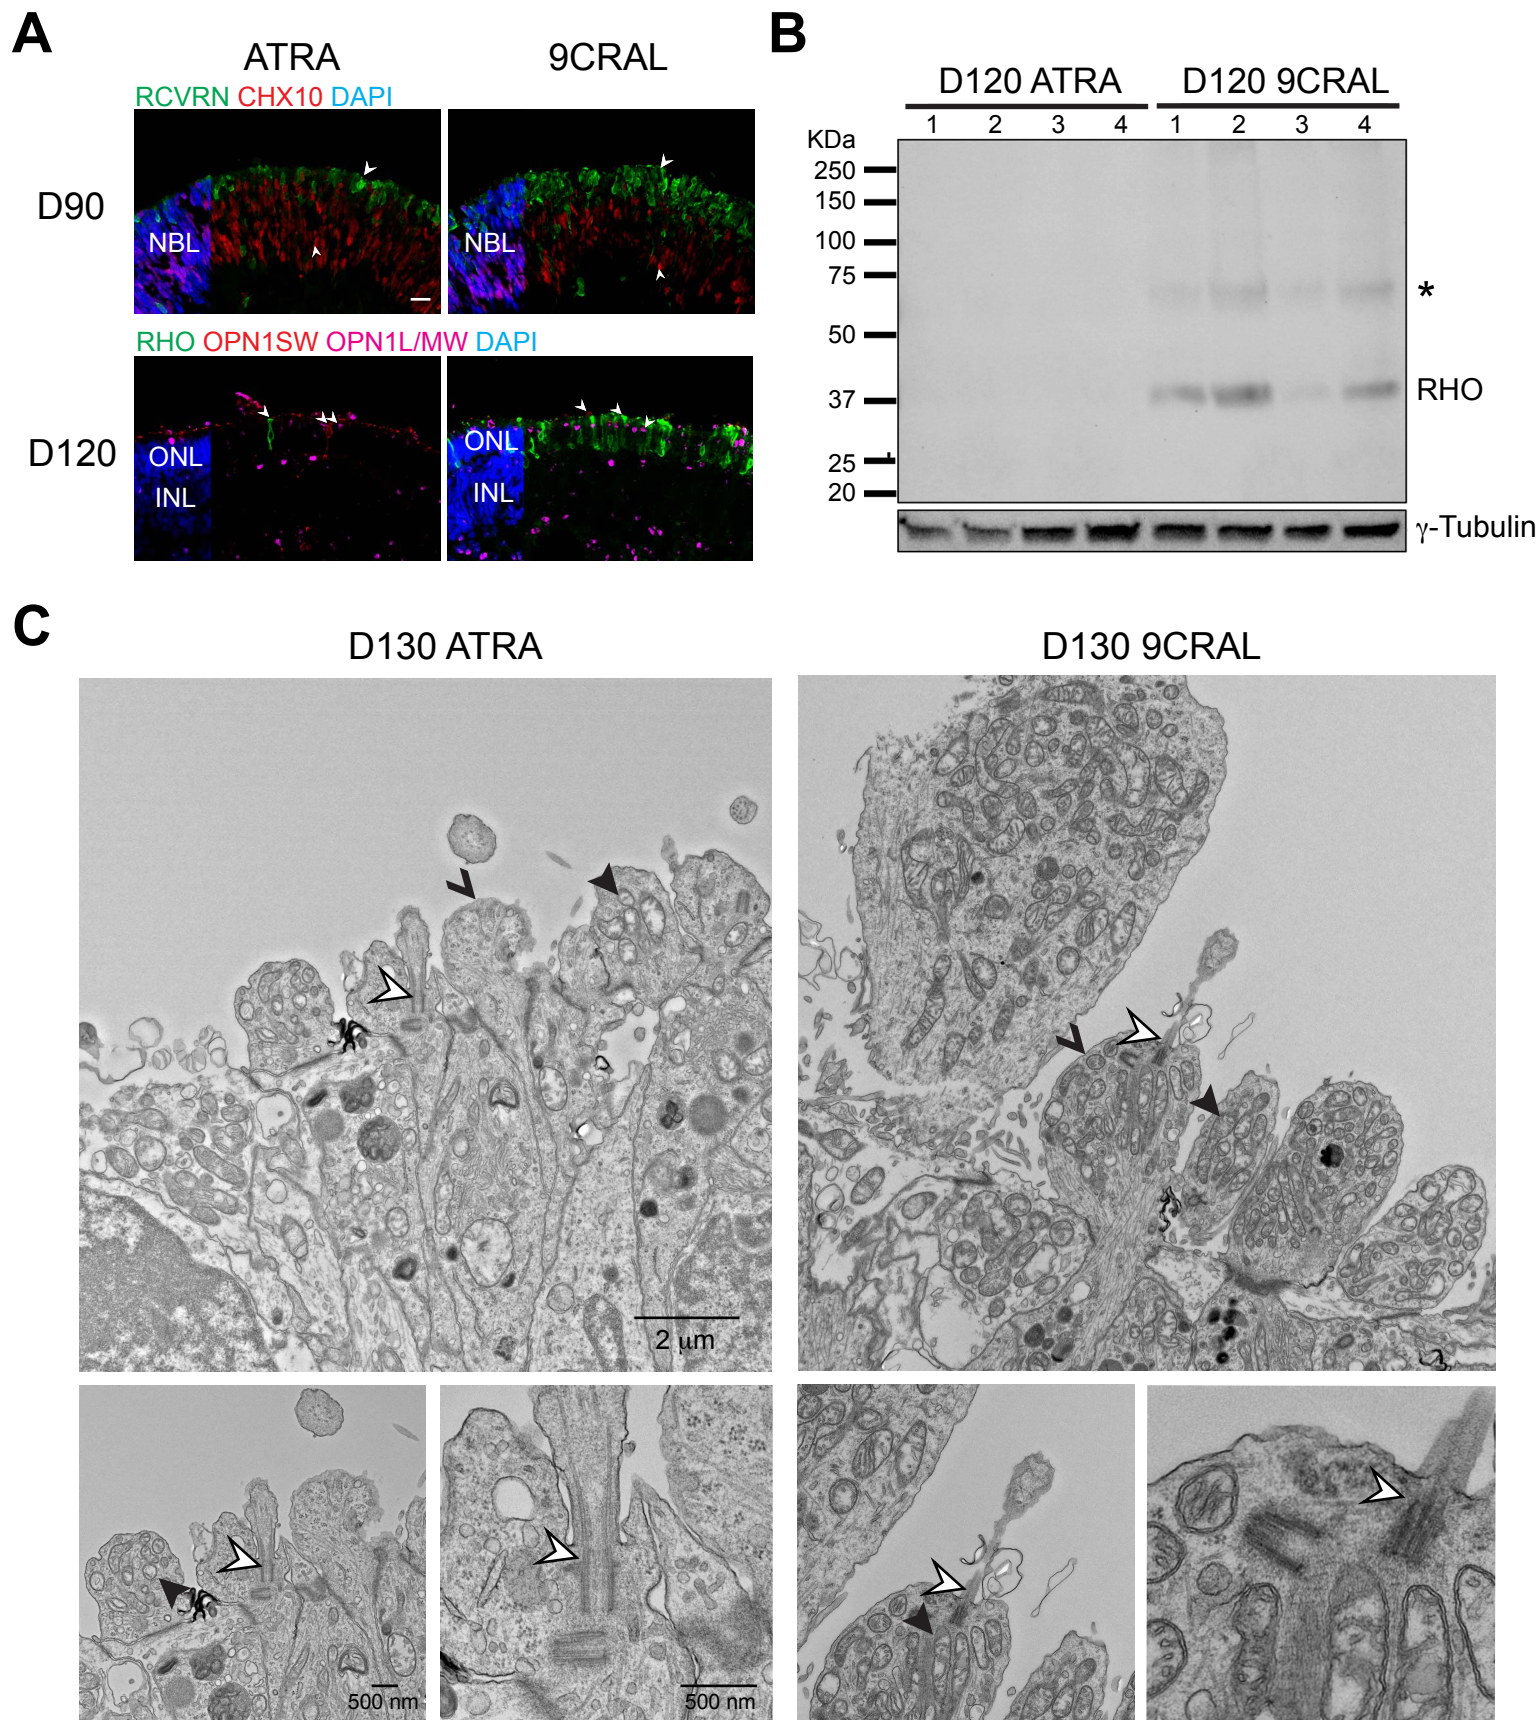 A
ATRA 9CRAL
RCVRN CHX10 DAPI
D90
NBL NBL
RHO OPN1SW OPN1L/MW DAPI
D120
ONL ONL
INL INL
B
D120 ATRA D120 9CRAL
1 2 3 4 1 2 3 4
KDa
250
150
100
75
*
50
37 RHO
25
20
γ-Tubulin
C
D130 ATRA D130 9CRAL
2 μm
500 nm 500 nm